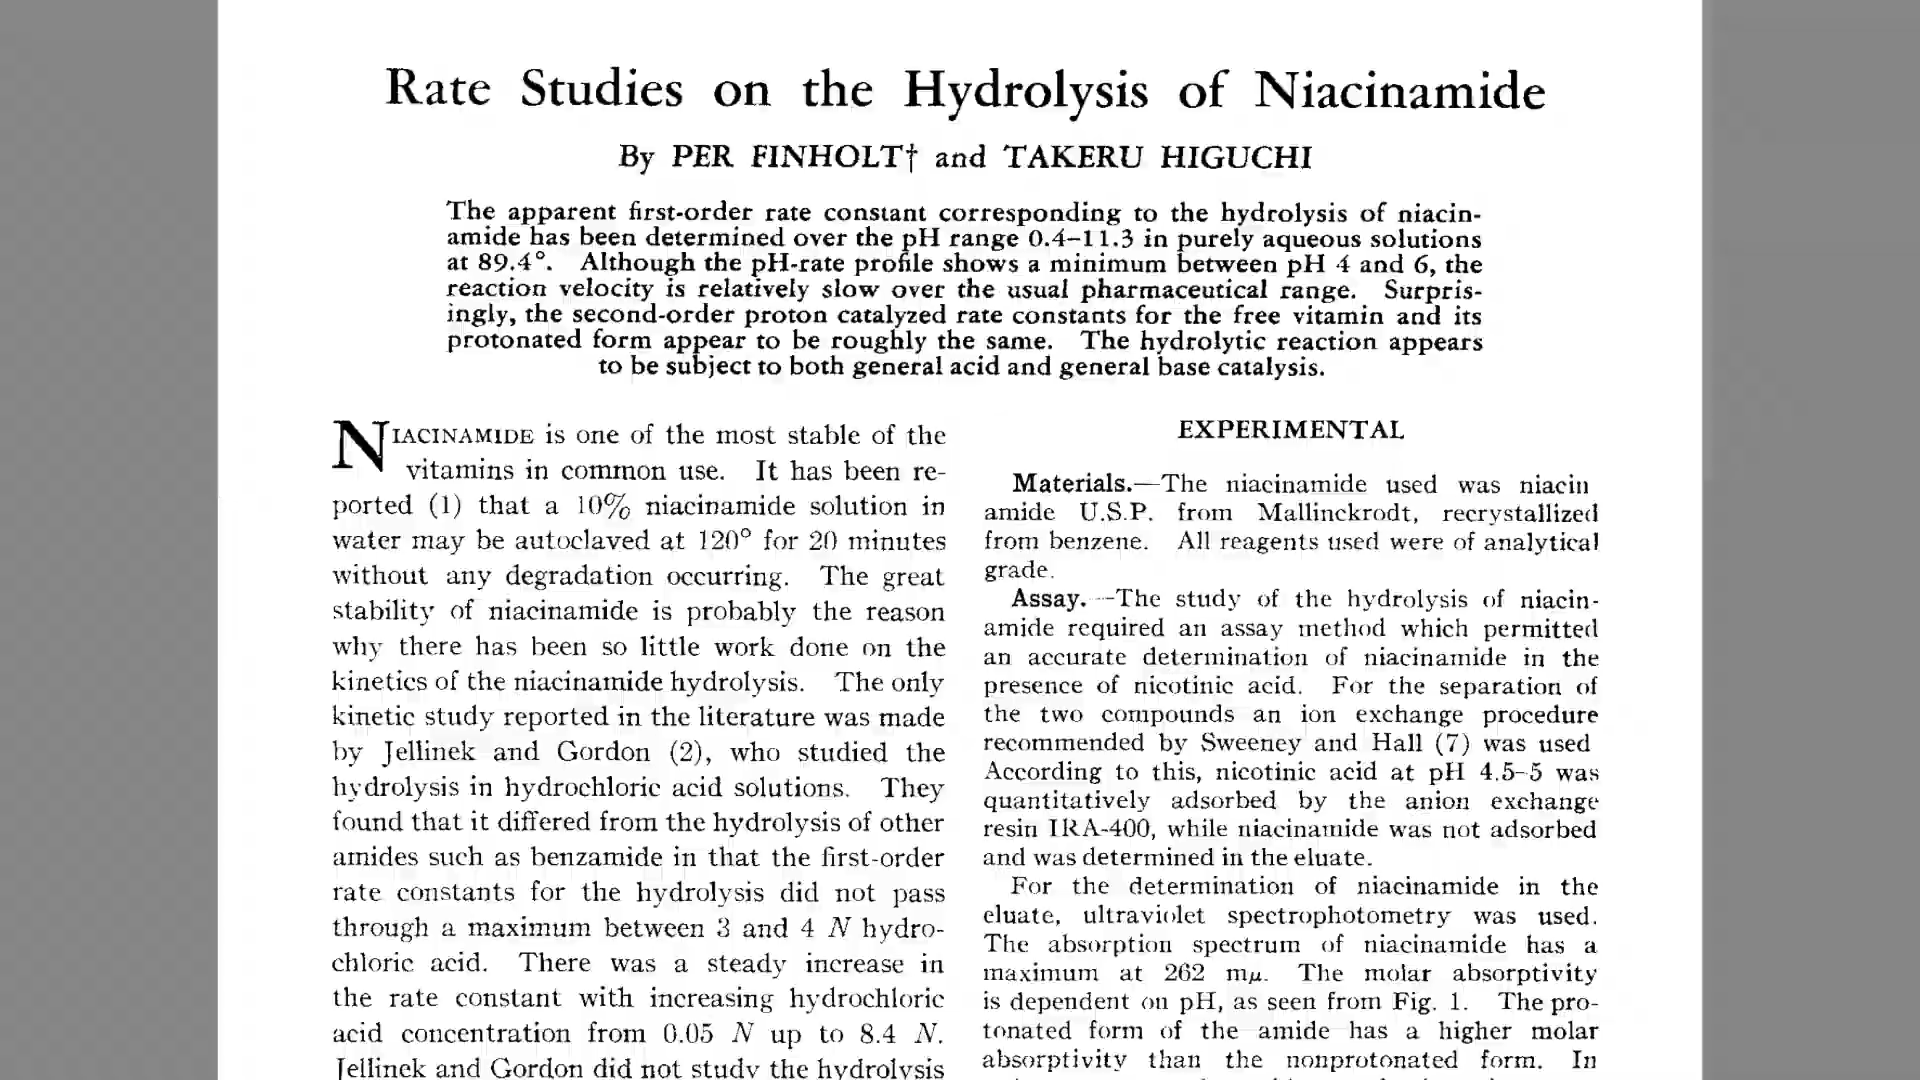 Rate Studies on the Hydrolysis of Niacinamide
By PER FINHOLT† and TAKERU HIGUCHI
The apparent first-order rate constant corresponding to the hydrolysis of niacin-
amide has been determined over the pH range 0.4–11.3 in purely aqueous solutions
at 89.4°. Although the pH-rate profile shows a minimum between pH 4 and 6, the
reaction velocity is relatively slow over the usual pharmaceutical range. Surpris-
ingly, the second-order proton catalyzed rate constants for the free vitamin and its
protonated form appear to be roughly the same. The hydrolytic reaction appears
to be subject to both general acid and general base catalysis.
NIACINAMIDE is one of the most stable of the
vitamins in common use. It has been re-
ported (1) that a 10% niacinamide solution in
water may be autoclaved at 120° for 20 minutes
without any degradation occurring. The great
stability of niacinamide is probably the reason
why there has been so little work done on the
kinetics of the niacinamide hydrolysis. The only
kinetic study reported in the literature was made
by Jellinek and Gordon (2), who studied the
hydrolysis in hydrochloric acid solutions. They
found that it differed from the hydrolysis of other
amides such as benzamide in that the first-order
rate constants for the hydrolysis did not pass
through a maximum between 3 and 4 N hydro-
chloric acid. There was a steady increase in
the rate constant with increasing hydrochloric
acid concentration from 0.05 N up to 8.4 N.
Jellinek and Gordon did not study the hydrolysis
EXPERIMENTAL
Materials.—The niacinamide used was niacin
amide U.S.P. from Mallinckrodt, recrystallized
from benzene. All reagents used were of analytical
grade.
Assay.—The study of the hydrolysis of niacin-
amide required an assay method which permitted
an accurate determination of niacinamide in the
presence of nicotinic acid. For the separation of
the two compounds an ion exchange procedure
recommended by Sweeney and Hall (7) was used
According to this, nicotinic acid at pH 4.5–5 was
quantitatively adsorbed by the anion exchange
resin IRA-400, while niacinamide was not adsorbed
and was determined in the eluate.
For the determination of niacinamide in the
eluate, ultraviolet spectrophotometry was used.
The absorption spectrum of niacinamide has a
maximum at 262 mμ. The molar absorptivity
is dependent on pH, as seen from Fig. 1. The pro-
tonated form of the amide has a higher molar
absorptivity than the nonprotonated form. In